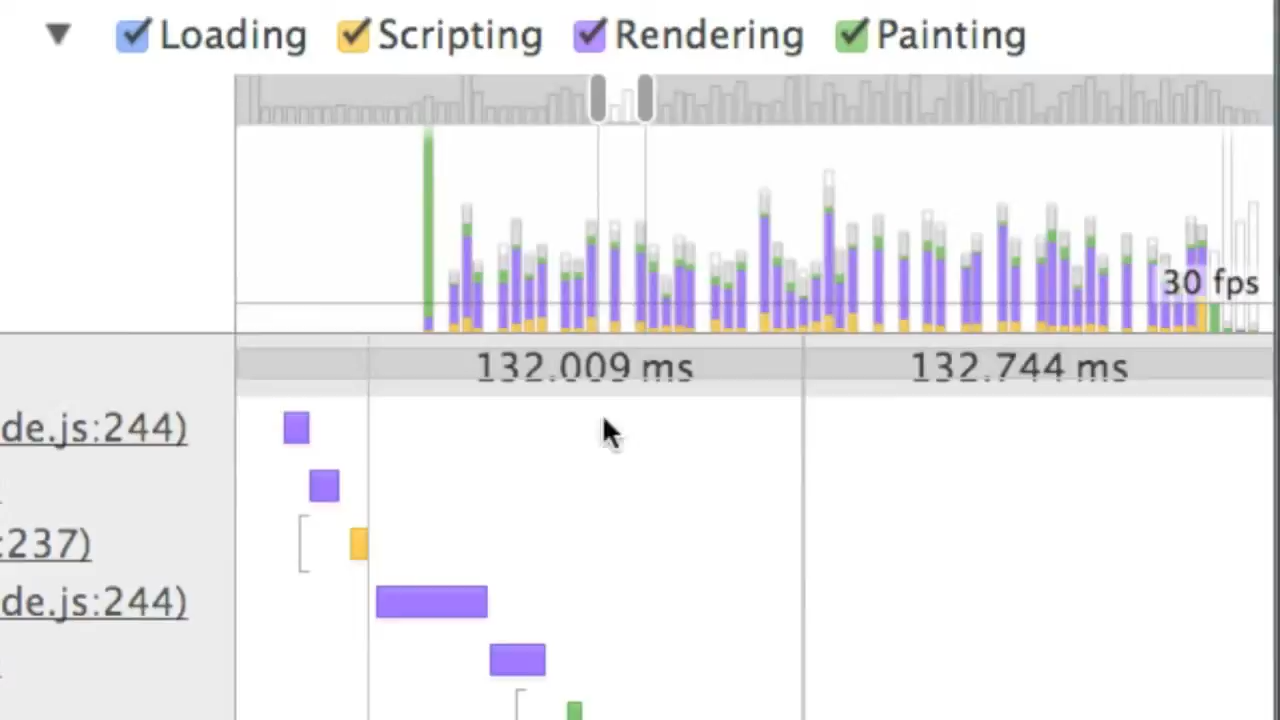 Loading Scripting Rendering Painting
30 fps
132.009 ms 132.744 ms
de.js:244)
:237)
de.js:244)